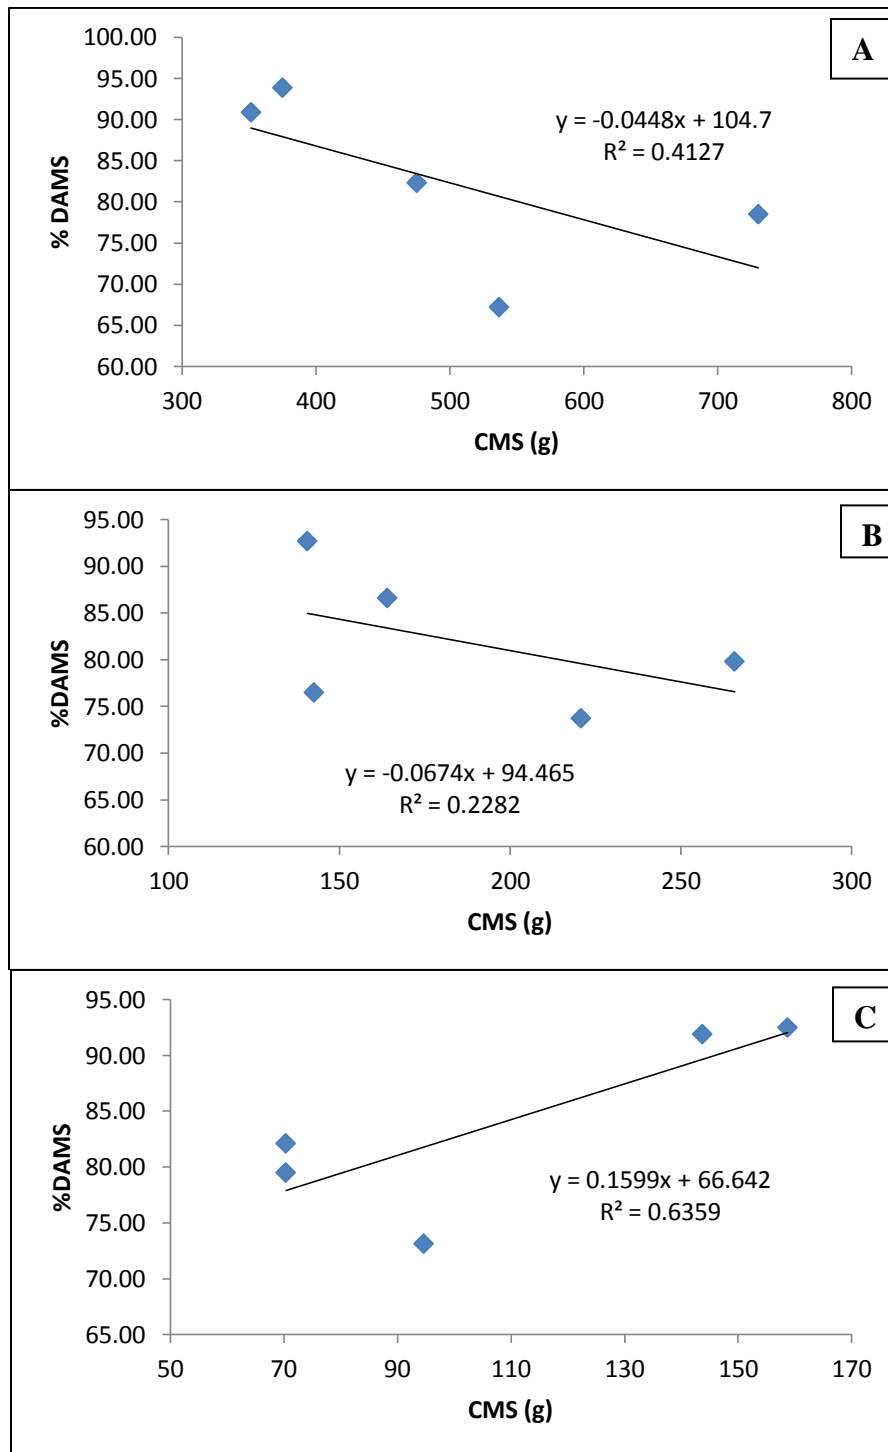 A
100.00
95.00
90.00
85.00
80.00
75.00
70.00
65.00
60.00
% DAMS
y = -0.0448x + 104.7
R² = 0.4127
300 400 500 600 700 800
CMS (g)
B
95.00
90.00
85.00
80.00
75.00
70.00
65.00
60.00
%DAMS
y = -0.0674x + 94.465
R² = 0.2282
100 150 200 250 300
CMS (g)
C
95.00
90.00
85.00
80.00
75.00
70.00
65.00
%DAMS
y = 0.1599x + 66.642
R² = 0.6359
50 70 90 110 130 150 170
CMS (g)